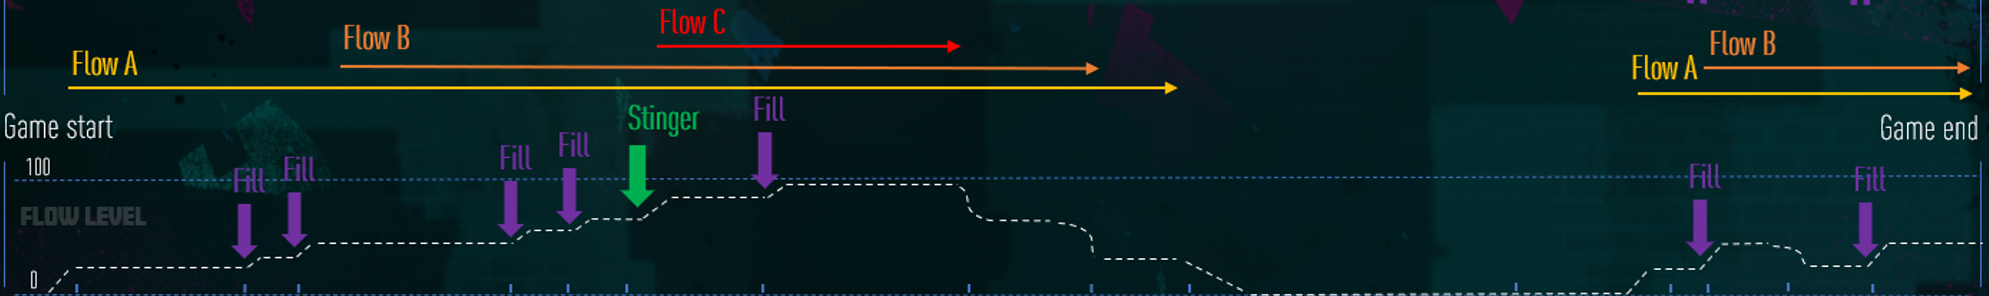 Flow C
Flow B
Flow B
Flow A
Flow A
Fill
Stinger
Game start
Game end
Fill
Fill
100
Fill
Fill
Fill
Fill
FLOW LEVEL
0